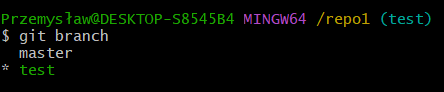 Przemysław@DESKTOP-S8545B4 MINGW64 /repo1 (test)
$ git branch
  master
* test